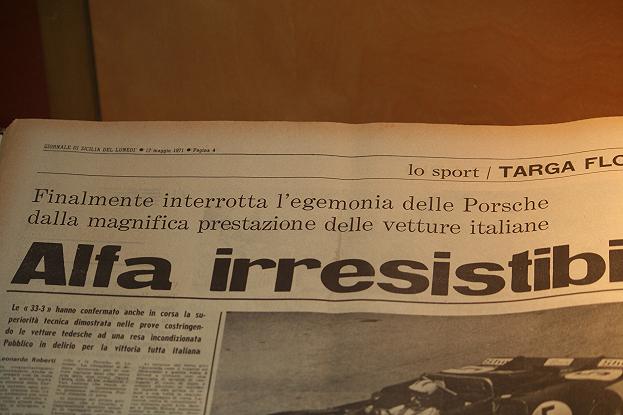 GIORNALE DI SICILIA DEL LUNEDI' ● 17 maggio 1971 ● Pagina 4
lo sport / TARGA FLO
Finalmente interrotta l'egemonia delle Porsche
dalla magnifica prestazione delle vetture italiane
Alfa irresistibi
Le « 33-3 » hanno confermato anche in corsa la su-
periorità tecnica dimostrata nelle prove costringen-
do le vetture tedesche ad una resa incondizionata
Pubblico in delirio per la vittoria tutta italiana
Leonardo Roberti